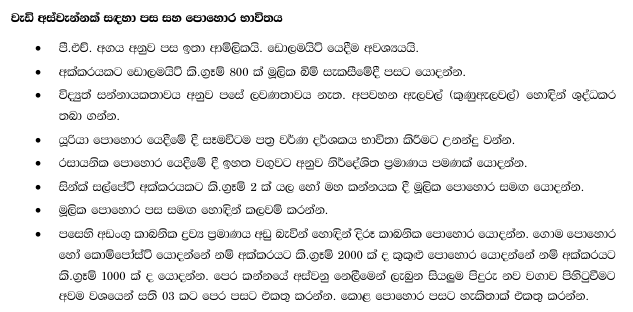 වැඩි අස්වැන්නක් සඳහා පස සහ පොහොර භාවිතය
• පී.එච්. අගය අනුව පස ඉතා ආම්ලිකයි. ඩොලමයිට් යෙදීම අවශ්‍යයයි.
• අක්කරයකට ඩොලමයිට් කි.ග්‍රෑම් 800 ක් මූලික බිම් සැකසීමේදී පසට යොදන්න.
• විද්‍යුත් සන්නායකතාවය අනුව පසේ ලවණතාවය නැත. අපවහන ඇලවල් (කුණුඇලවල්) හොඳින් ශුද්ධකර
තබා ගන්න.
• යූරියා පොහොර යෙදීමේ දී සෑමවිටම පත්‍ර වර්ණ දර්ශකය භාවිතා කිරීමට උනන්දු වන්න.
• රසායනික පොහොර යෙදීමේ දී ඉහත වගුවට අනුව නිර්දේශිත ප්‍රමාණය පමණක් යොදන්න.
• සින්ක් සල්පේට් අක්කරයකට කි.ග්‍රෑම් 2 ක් යල හෝ මහ කන්නයක දී මූලික පොහොර සමඟ යොදන්න.
• මූලික පොහොර පස සමඟ හොඳින් කලවම් කරන්න.
• පසෙහි අඩංගු කාබනික ද්‍රව්‍ය ප්‍රමාණය අඩු බැවින් හොඳින් දිරූ කාබනික පොහොර යොදන්න. ගොම පොහොර
හෝ කොම්පෝස්ට් යොදන්නේ නම් අක්කරයට කි.ග්‍රෑම් 2000 ක් ද කුකුළු පොහොර යොදන්නේ නම් අක්කරයට
කි.ග්‍රෑම් 1000 ක් ද යොදන්න. පෙර කන්නයේ අස්වනු නෙලීමෙන් ලැබුන සියලුම පිදුරු නව වගාව පිහිටුවීමට
අවම වශයෙන් සති 03 කට පෙර පසට එකතු කරන්න. කොළ පොහොර පසට හැකිතාක් එකතු කරන්න.